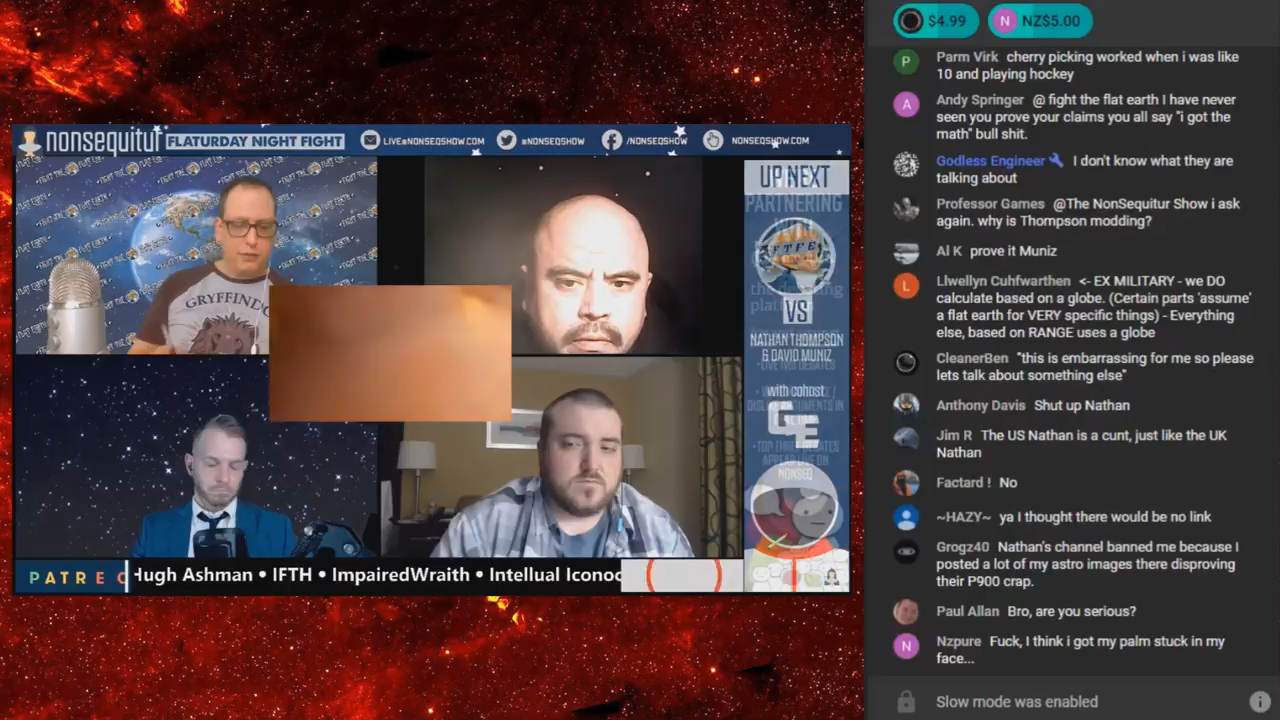 nonsequitur FLATURDAY NIGHT FIGHT LIVE@NONSEQSHOW.COM @NONSEQSHOW /NONSEQSHOW NONSEQSHOW.COM
GRYFFINDO
UP NEXT
PARTNERING
FTFE
VS
NATHAN THOMPSON
& DAVID MUNIZ
with cohost
GE
PATREO
Hugh Ashman • IFTH • ImpairedWraith • Intellual Iconoc
$4.99
N NZ$5.00
P Parm Virk cherry picking worked when i was like
10 and playing hockey
A Andy Springer @ fight the flat earth I have never
seen you prove your claims you all say "i got the
math" bull shit.
Godless Engineer I don't know what they are
talking about
Professor Games @The NonSequitur Show i ask
again. why is Thompson modding?
Al K prove it Muniz
L Llwellyn Cuhfwarthen <- EX MILITARY - we DO
calculate based on a globe. (Certain parts 'assume'
a flat earth for VERY specific things) - Everything
else, based on RANGE uses a globe
CleanerBen "this is embarrassing for me so please
lets talk about something else"
Anthony Davis Shut up Nathan
Jim R The US Nathan is a cunt, just like the UK
Nathan
Factard ! No
~HAZY~ ya I thought there would be no link
Grogz40 Nathan's channel banned me because I
posted a lot of my astro images there disproving
their P900 crap.
Paul Allan Bro, are you serious?
N Nzpure Fuck, I think i got my palm stuck in my
face...
Slow mode was enabled